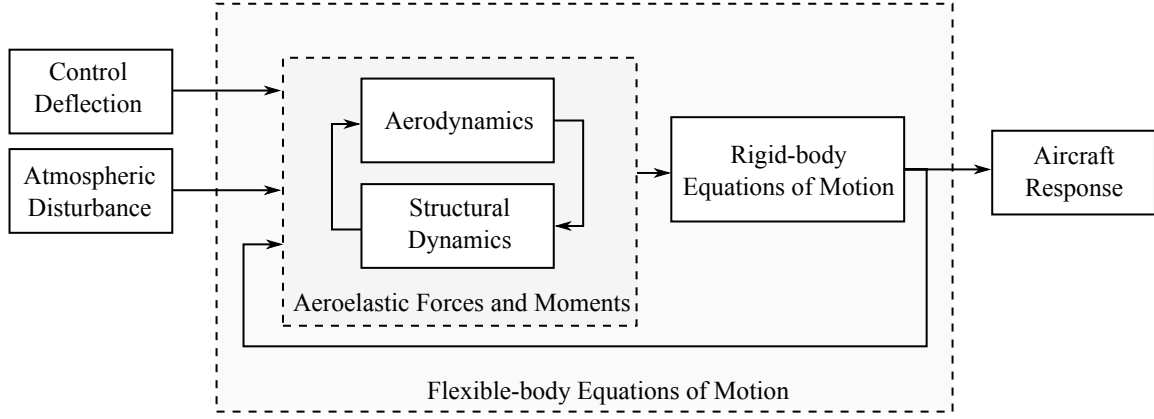 Control
Deflection
Atmospheric
Disturbance
Aerodynamics
Structural
Dynamics
Aeroelastic Forces and Moments
Rigid-body
Equations of Motion
Aircraft
Response
Flexible-body Equations of Motion